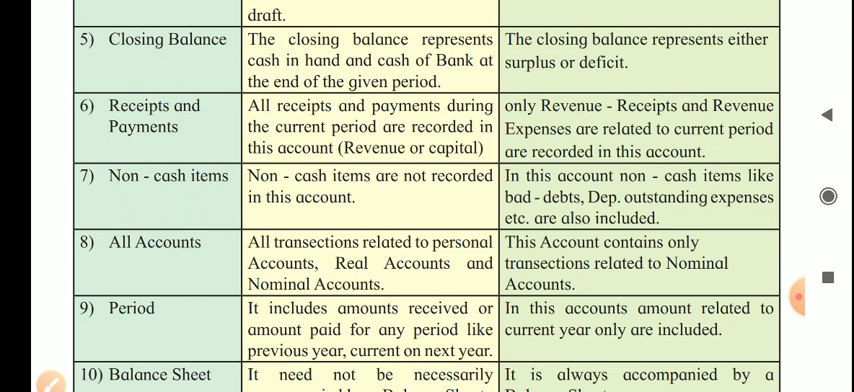 draft.
5) Closing Balance
The closing balance represents
cash in hand and cash of Bank at
the end of the given period.
The closing balance represents either
surplus or deficit.
6) Receipts and
Payments
All receipts and payments during
the current period are recorded in
this account (Revenue or capital)
only Revenue - Receipts and Revenue
Expenses are related to current period
are recorded in this account.
7) Non - cash items
Non - cash items are not recorded
in this account.
In this account non - cash items like
bad - debts, Dep. outstanding expenses
etc. are also included.
8) All Accounts
All transections related to personal
Accounts, Real Accounts and
Nominal Accounts.
This Account contains only
transections related to Nominal
Accounts.
9) Period
It includes amounts received or
amount paid for any period like
previous year, current on next year.
In this accounts amount related to
current year only are included.
10) Balance Sheet
It need not be necessarily
It is always accompanied by a